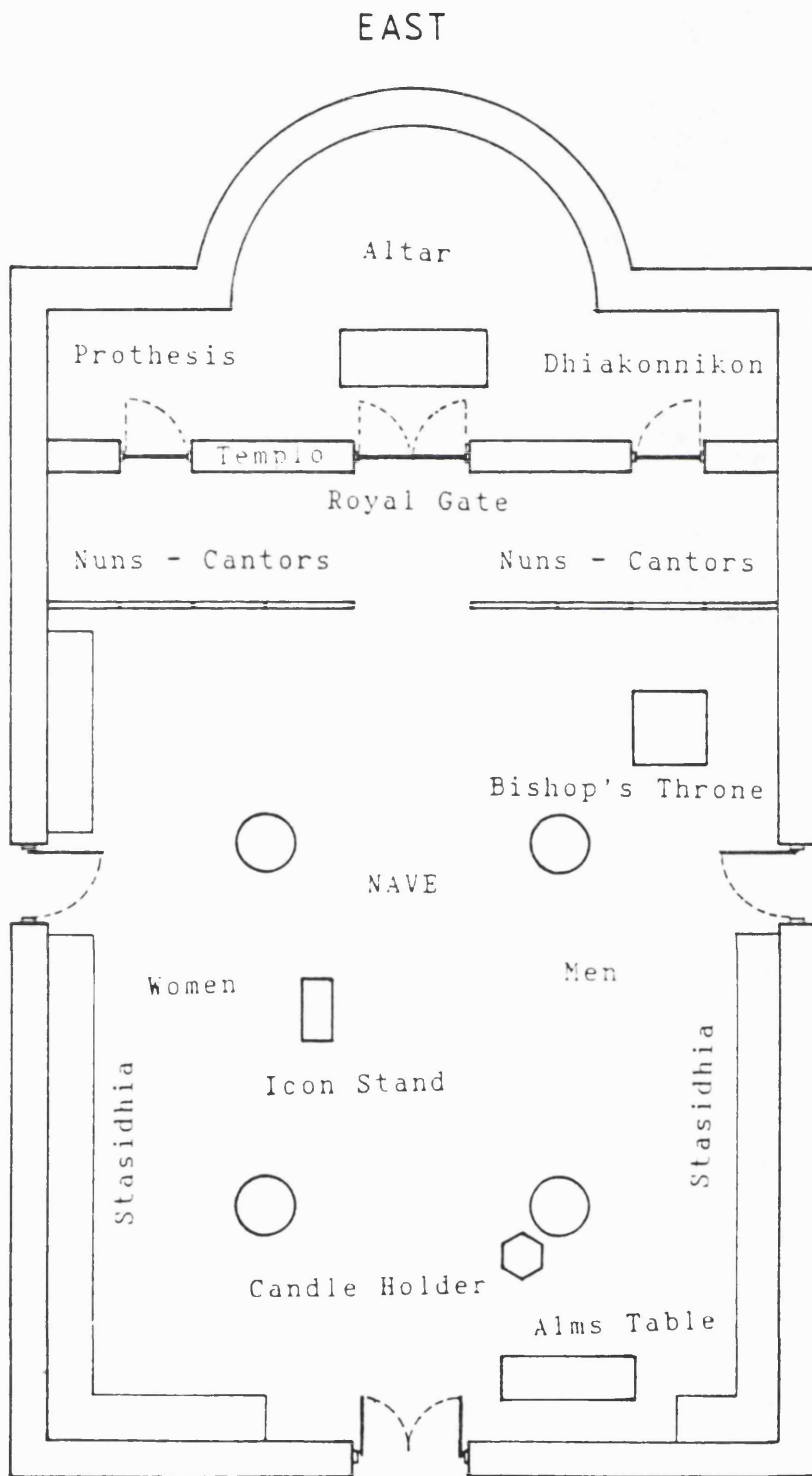 EAST
Altar
Prothesis
Dhiakonnikon
Templo
Royal Gate
Nuns - Cantors
Nuns - Cantors
Bishop's Throne
NAVE
Women
Men
Icon Stand
Stasidhia
Stasidhia
Candle Holder
Alms Table